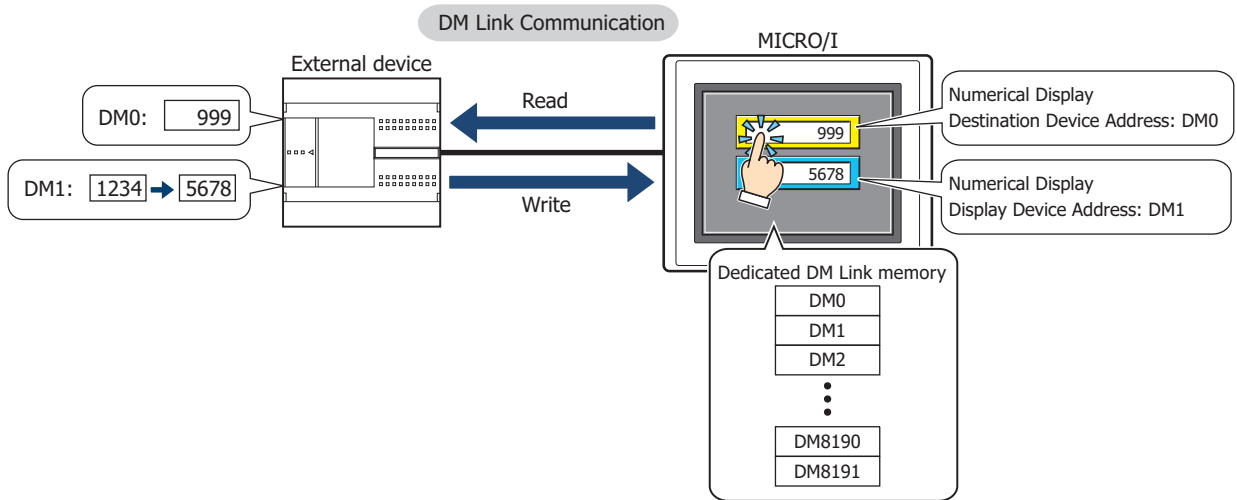 DM Link Communication
MICRO/I
External device
DM0: 999
Read
999
Numerical Display
Destination Device Address: DM0
DM1: 1234 5678
Write
5678
Numerical Display
Display Device Address: DM1
Dedicated DM Link memory
DM0
DM1
DM2
DM8190
DM8191